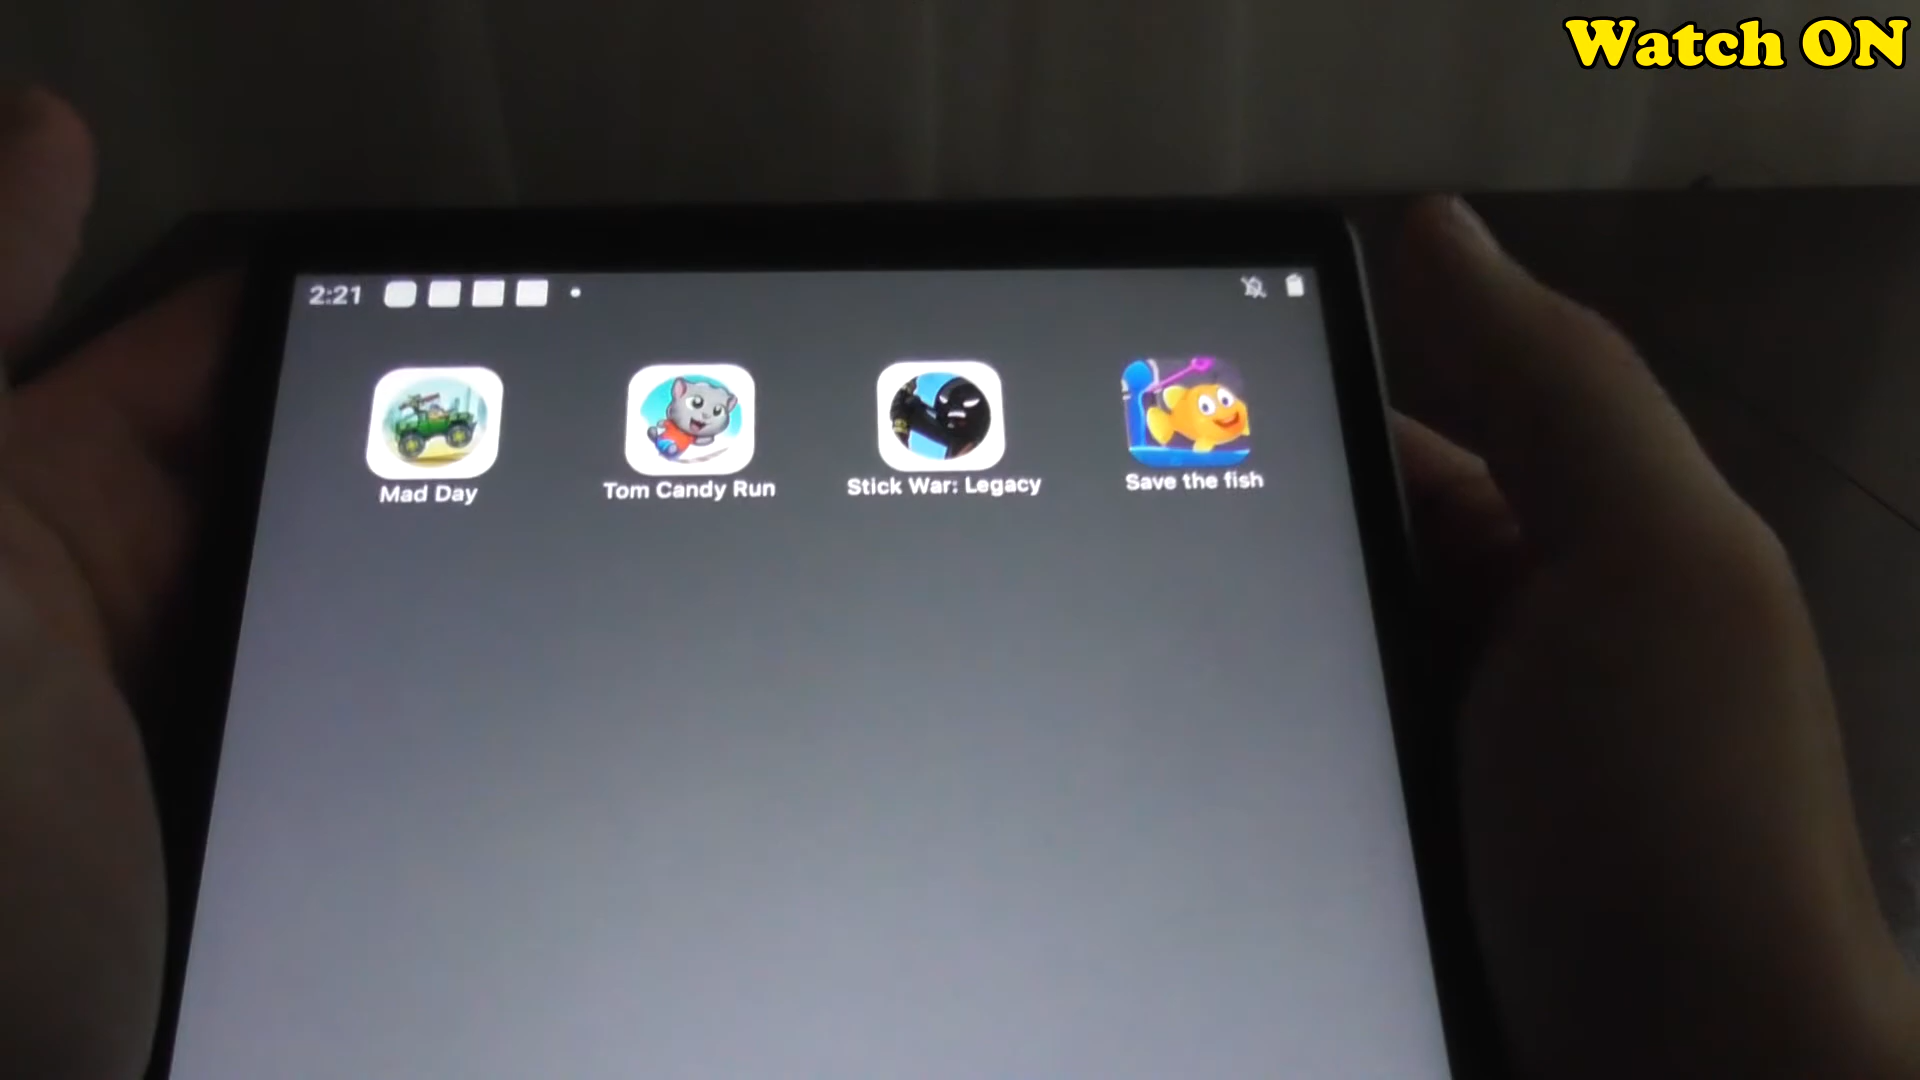 Watch ON
2:21
Mad Day
Tom Candy Run
Stick War: Legacy
Save the fish